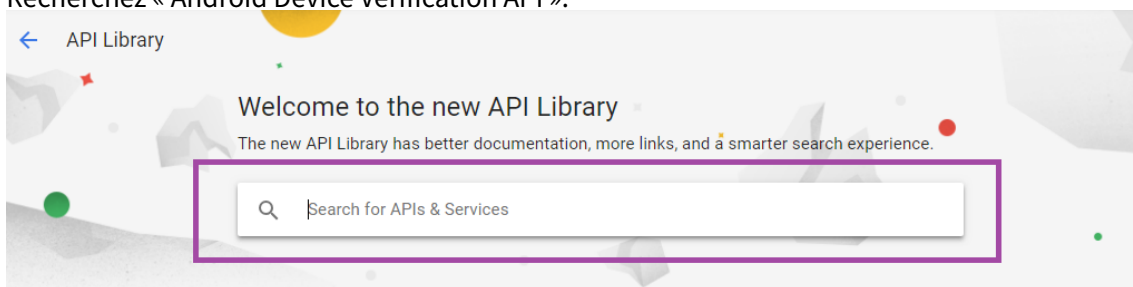 Recherchez « Android Device Verification API ».
API Library
Welcome to the new API Library
The new API Library has better documentation, more links, and a smarter search experience.
Search for APIs & Services